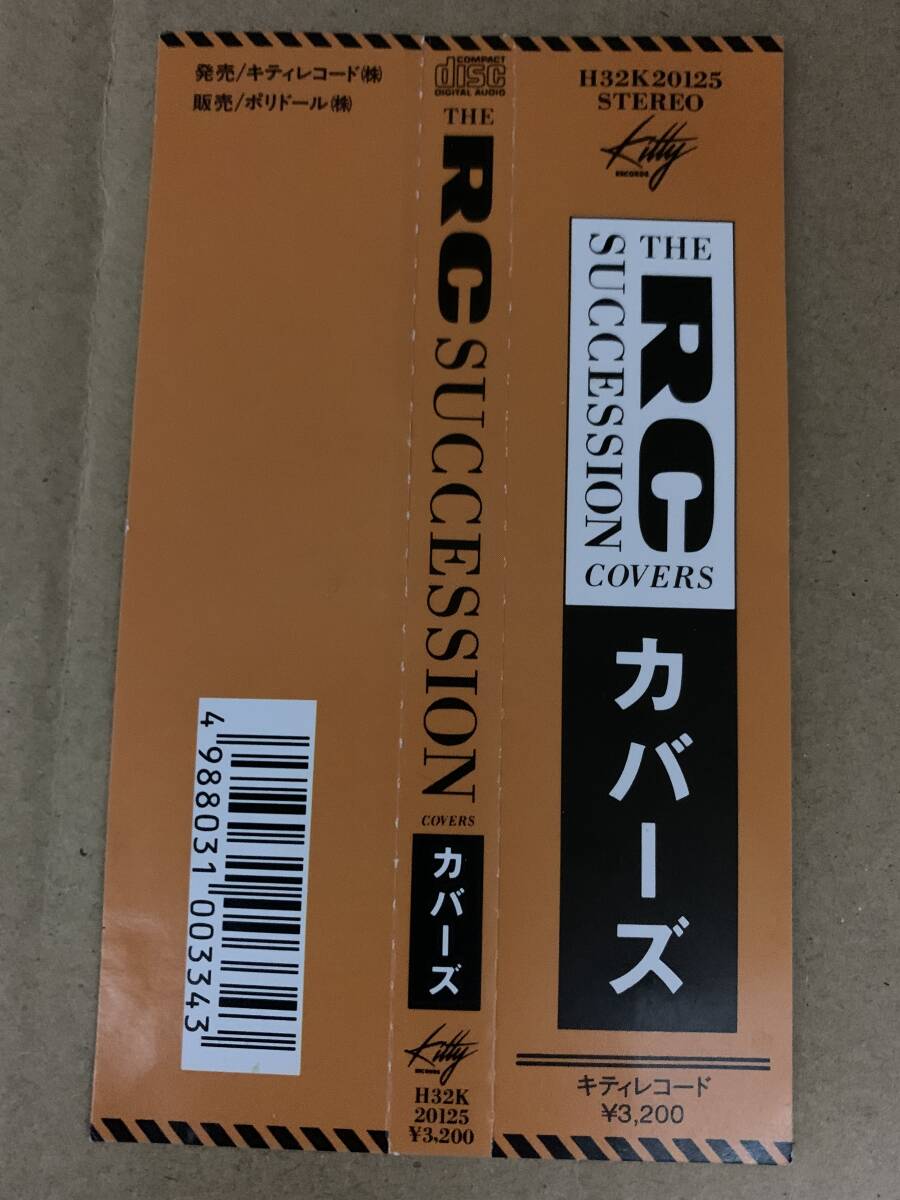 発売/キティレコード㈱
販売/ポリドール㈱
4 988031 003343
COMPACT
disc
DIGITAL AUDIO
THE
RC SUCCESSION
COVERS
カバーズ
Kitty
RECORDS
H32K
20125
¥3,200
H32K20125
STEREO
Kitty
RECORDS
THE
RC
SUCCESSION
COVERS
カバーズ
キティレコード
¥3,200